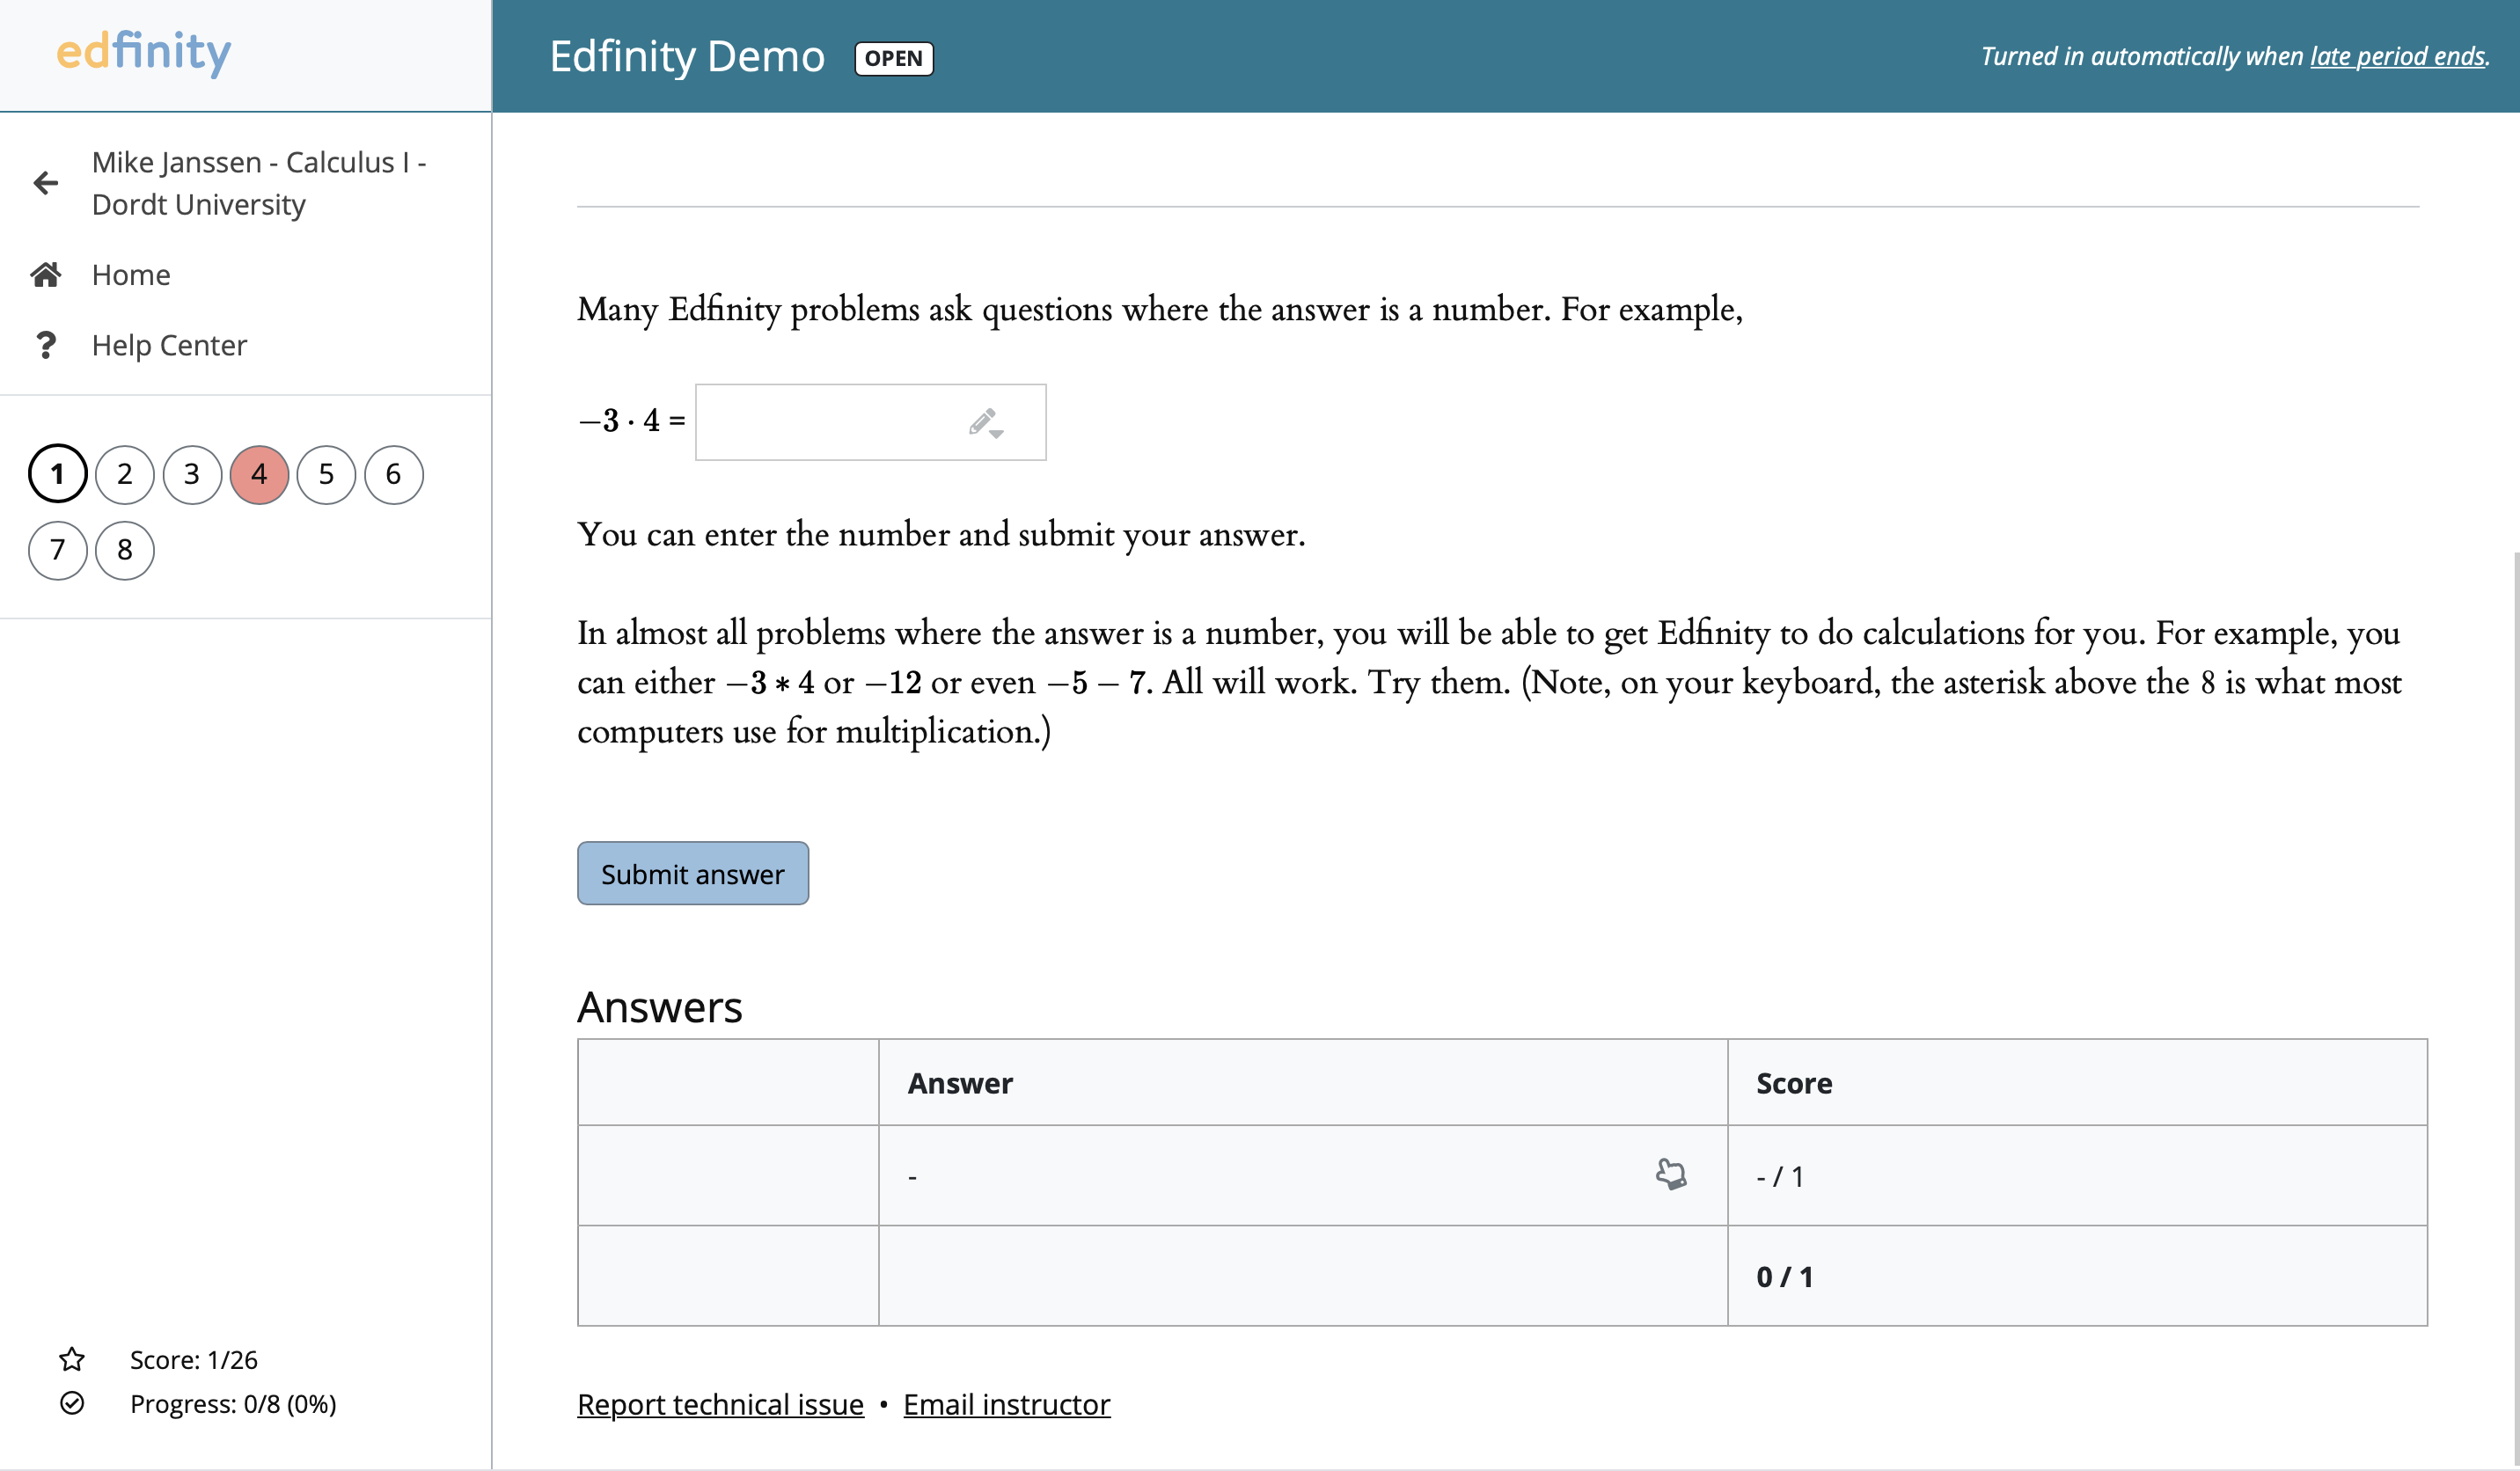 edfinity
Edfinity Demo OPEN
Turned in automatically when late period ends.
Mike Janssen - Calculus I -
Dordt University
Home
? Help Center
1 2 3 4 5 6
7 8
Score: 1/26
Progress: 0/8 (0%)
Many Edfinity problems ask questions where the answer is a number. For example,
−3 · 4 =
You can enter the number and submit your answer.
In almost all problems where the answer is a number, you will be able to get Edfinity to do calculations for you. For example, you
can either −3 ∗ 4 or −12 or even −5 − 7. All will work. Try them. (Note, on your keyboard, the asterisk above the 8 is what most
computers use for multiplication.)
Submit answer
Answers
Answer Score
- - / 1
0 / 1
Report technical issue • Email instructor